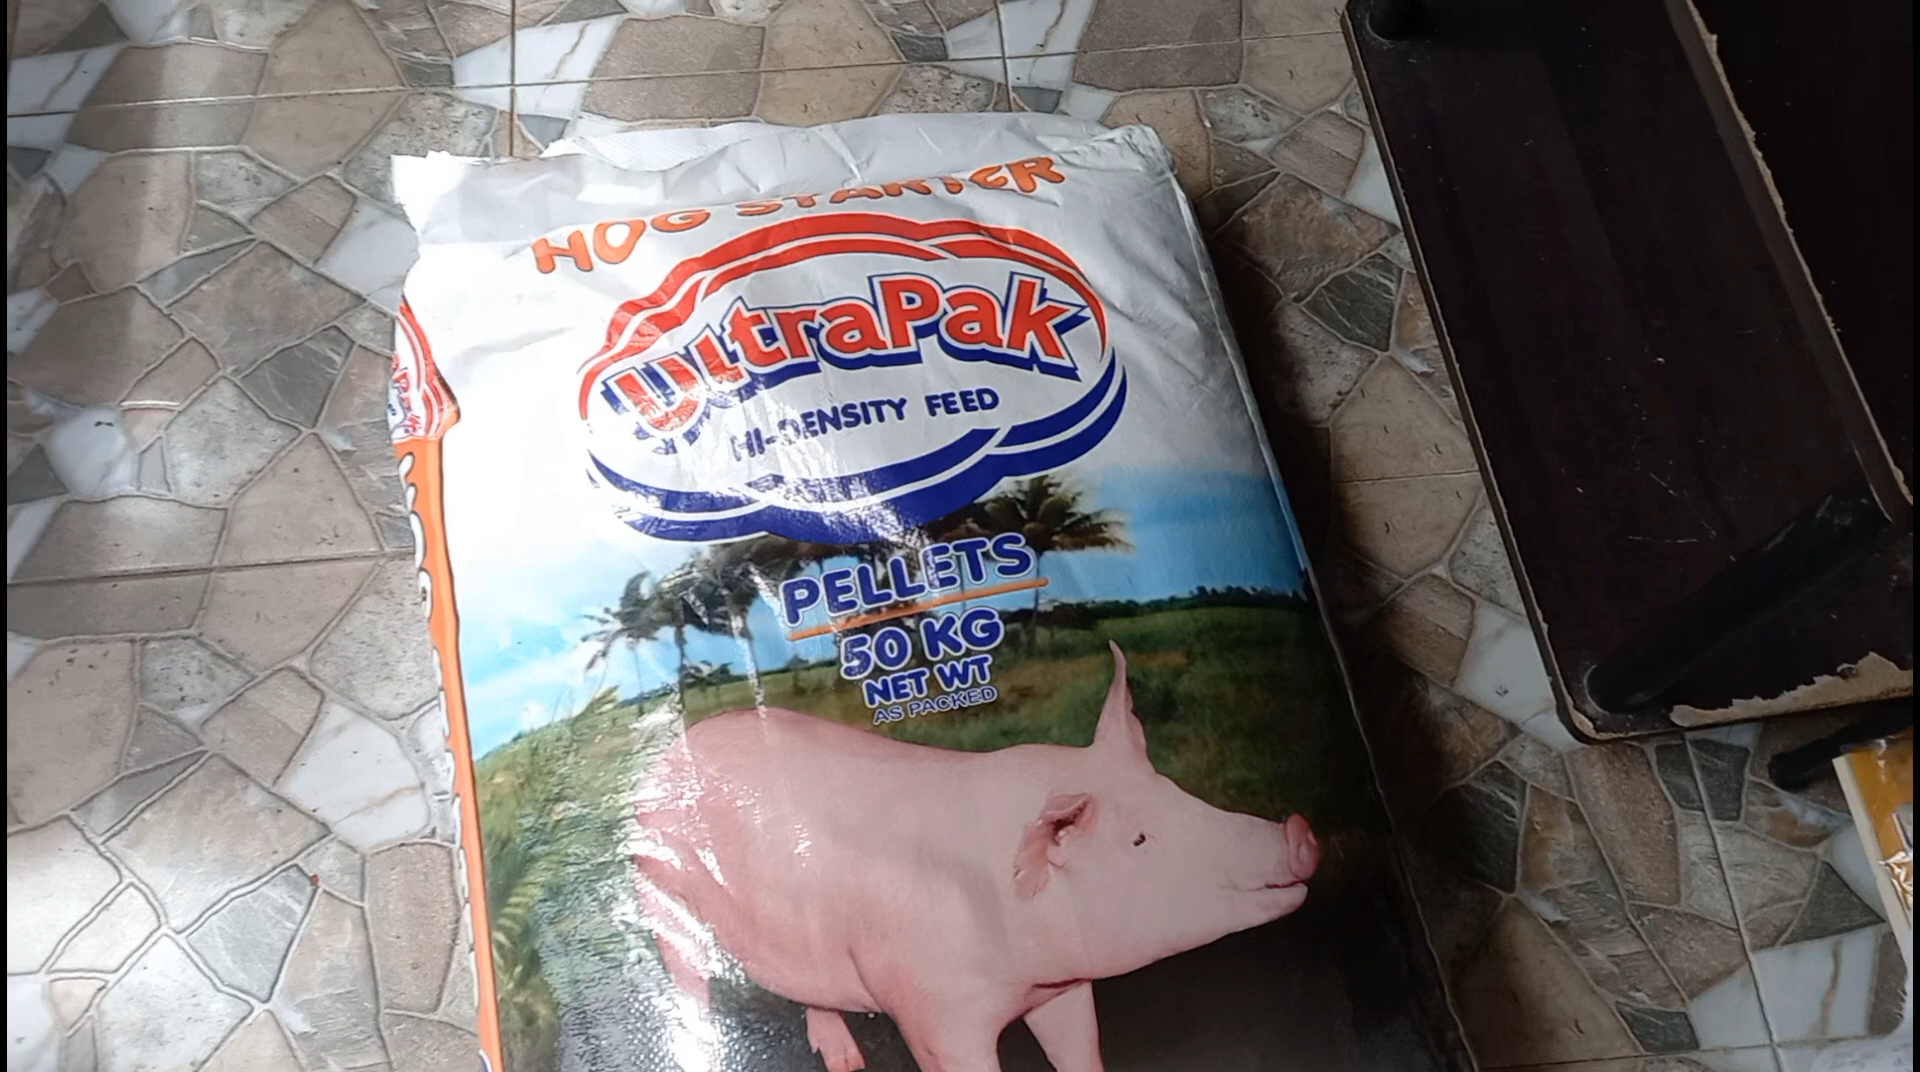 HOG STARTER
UltraPak
HI-DENSITY FEED
PELLETS
50 KG
NET WT
AS PACKED